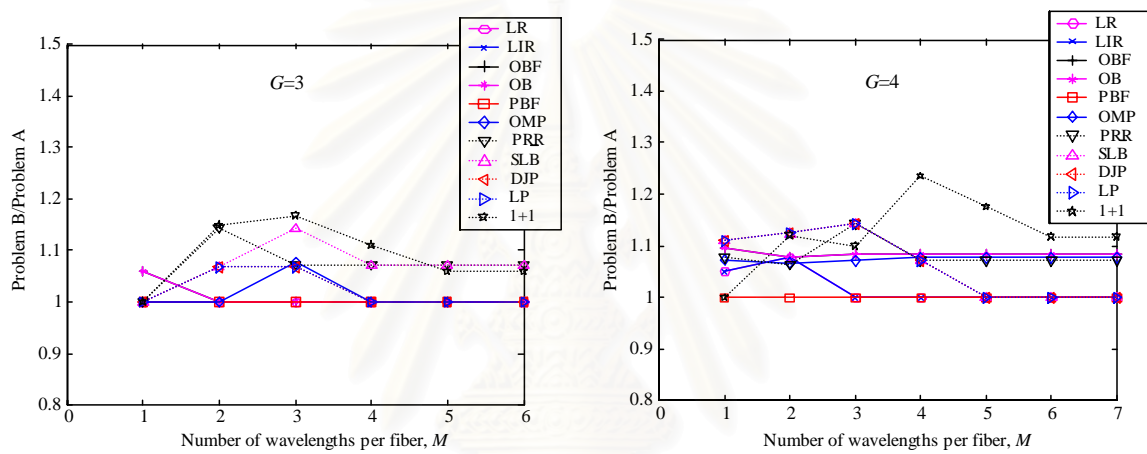 G=3
Problem B/Problem A
1.5
1.4
1.3
1.2
1.1
1
0.9
0.8
0
1
2
3
4
5
6
Number of wavelengths per fiber, M
LR
LIR
OBF
OB
PBF
OMP
PRR
SLB
DJP
LP
1+1
G=4
Problem B/Problem A
1.5
1.4
1.3
1.2
1.1
1
0.9
0.8
0
1
2
3
4
5
6
7
Number of wavelengths per fiber, M
LR
LIR
OBF
OB
PBF
OMP
PRR
SLB
DJP
LP
1+1